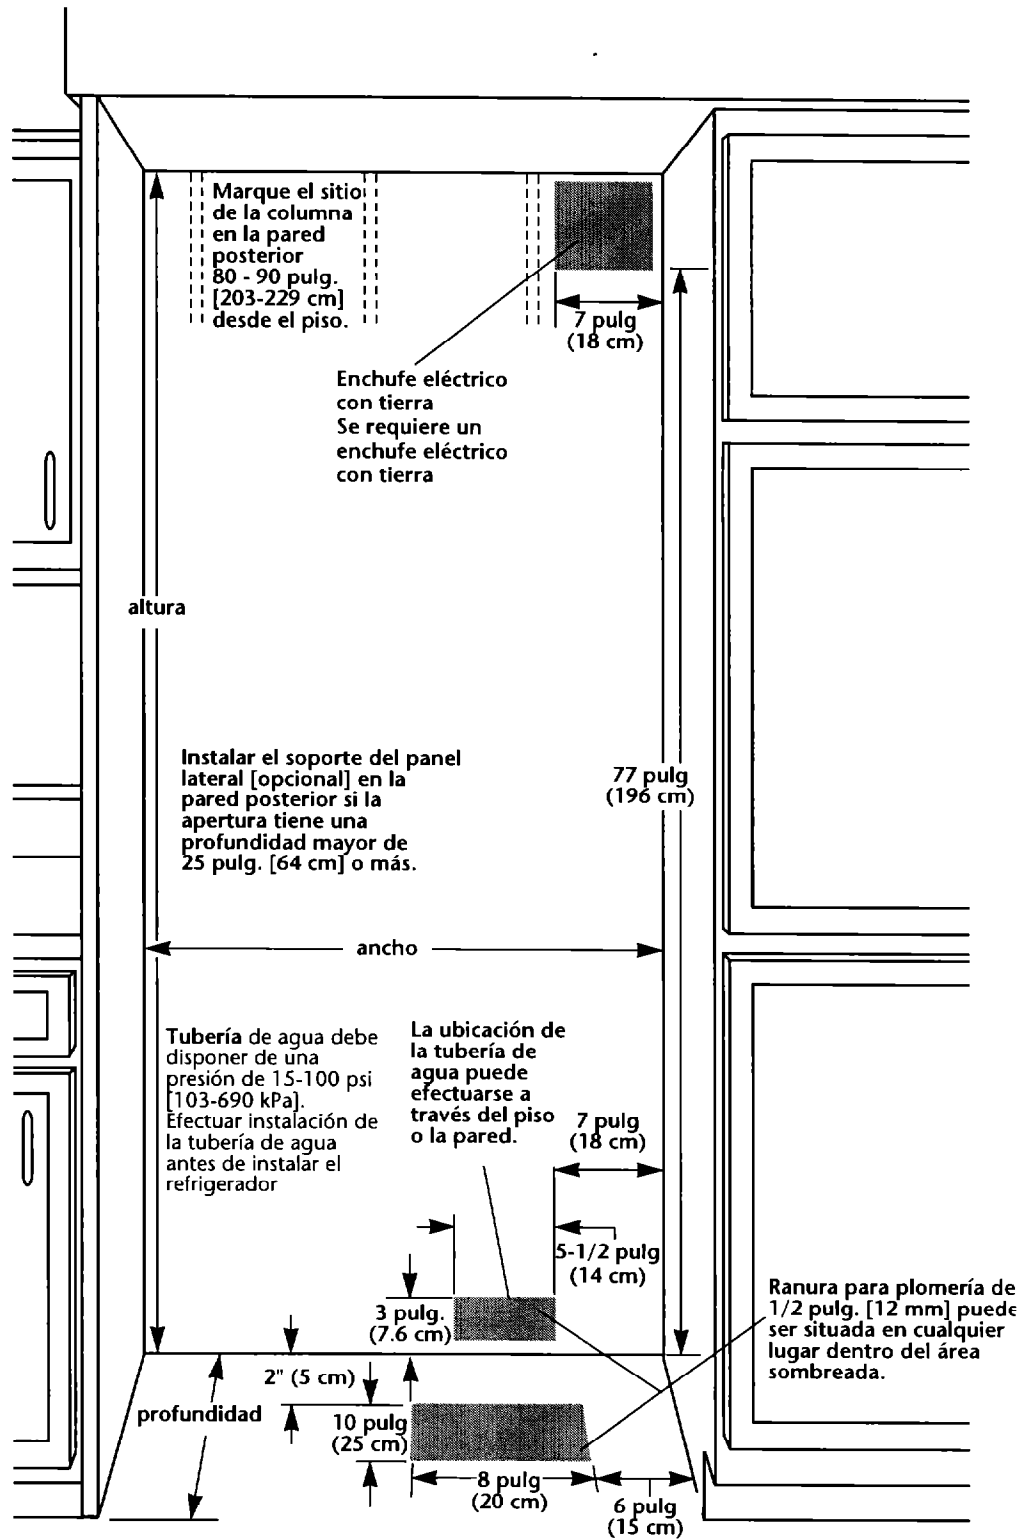 Marque el sitio
de la columna
en la pared
posterior
80 - 90 pulg.
[203-229 cm]
desde el piso.
7 pulg
(18 cm)
Enchufe eléctrico
con tierra
Se requiere un
enchufe eléctrico
con tierra
altura
Instalar el soporte del panel
lateral [opcional] en la
pared posterior si la
apertura tiene una
profundidad mayor de
25 pulg. [64 cm] o más.
77 pulg
(196 cm)
ancho
Tubería de agua debe
disponer de una
presión de 15-100 psi
[103-690 kPa].
Efectuar instalación de
la tubería de agua
antes de instalar el
refrigerador
La ubicación de
la tubería de
agua puede
efectuarse a
través del piso
o la pared.
7 pulg
(18 cm)
5-1/2 pulg
(14 cm)
3 pulg.
(7.6 cm)
Ranura para plomería de
1/2 pulg. [12 mm] puede
ser situada en cualquier
lugar dentro del área
sombreada.
2" (5 cm)
profundidad
10 pulg
(25 cm)
8 pulg
(20 cm)
6 pulg
(15 cm)